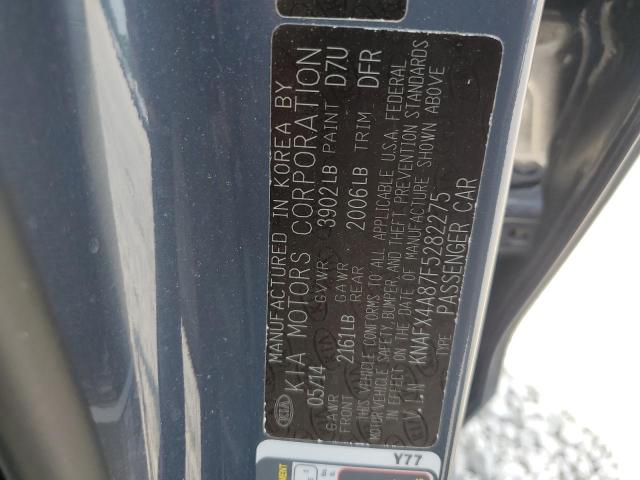 MANUFACTURED IN KOREA BY
KIA KIA MOTORS CORPORATION
05/14 GVWR 3902LB PAINT D7U
GAWR FRONT 2161LB GAWR REAR 2006LB TRIM DFR
THIS VEHICLE CONFORMS TO ALL APPLICABLE U.S.A. FEDERAL
MOTOR VEHICLE SAFETY, BUMPER, AND THEFT PREVENTION STANDARDS
IN EFFECT ON THE DATE OF MANUFACTURE SHOWN ABOVE
V.I.N KNAFX4A87F5282275
TYPE PASSENGER CAR
Y77